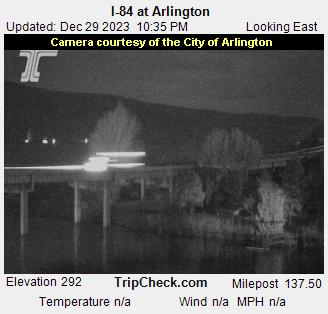 I-84 at Arlington
Updated: Dec 29 2023 10:35 PM Looking East
Camera courtesy of the City of Arlington
Elevation 292 TripCheck.com Milepost 137.50
Temperature n/a Wind n/a MPH n/a